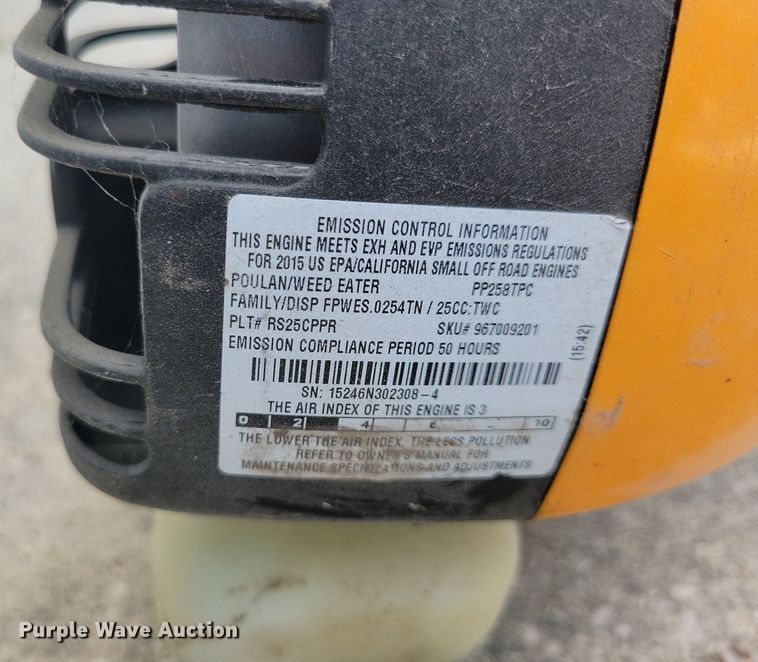 EMISSION CONTROL INFORMATION
THIS ENGINE MEETS EXH AND EVP EMISSIONS REGULATIONS
FOR 2015 US EPA/CALIFORNIA SMALL OFF ROAD ENGINES
POULAN/WEED EATER PP258TPC
FAMILY/DISP FPWES.0254TN / 25CC:TWC
PLT# RS25CPPR SKU# 967009201
EMISSION COMPLIANCE PERIOD 50 HOURS
(15:42)
SN: 15246N302308-4
THE AIR INDEX OF THIS ENGINE IS 3
0 2 4 6 10
THE LOWER THE AIR INDEX, THE LESS POLLUTION
REFER TO OWNER'S MANUAL FOR
MAINTENANCE SPECIFICATIONS AND ADJUSTMENTS
Purple Wave Auction